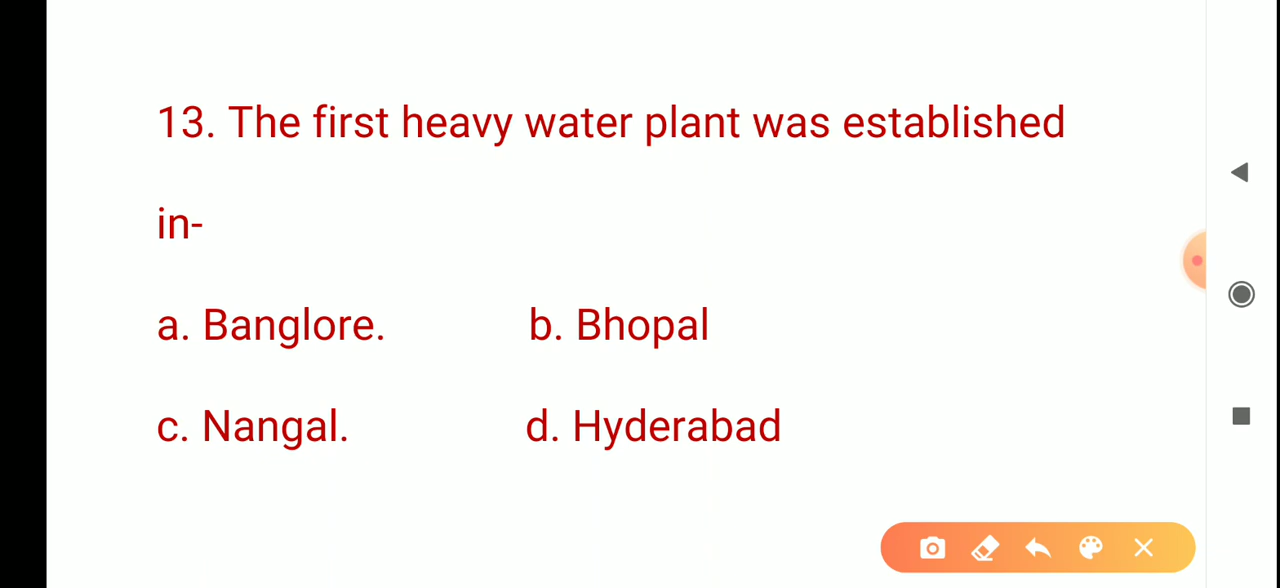 13. The first heavy water plant was established
in-
a. Banglore. b. Bhopal
c. Nangal. d. Hyderabad